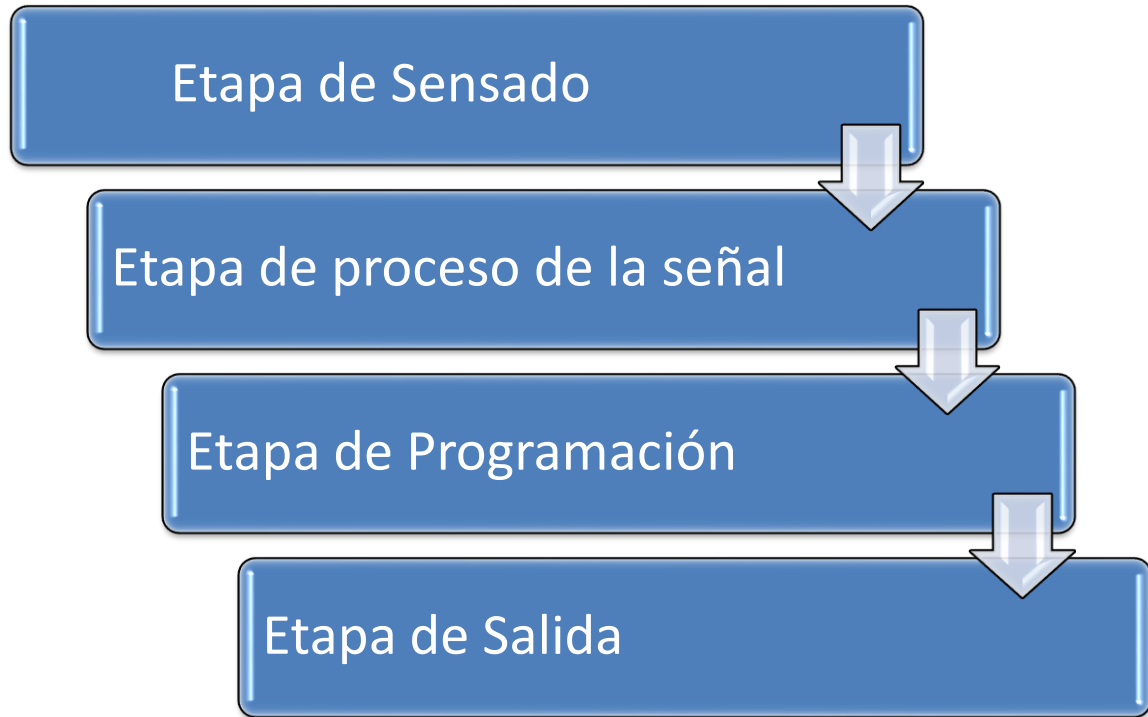 Etapa de Sensado
Etapa de proceso de la señal
Etapa de Programación
Etapa de Salida